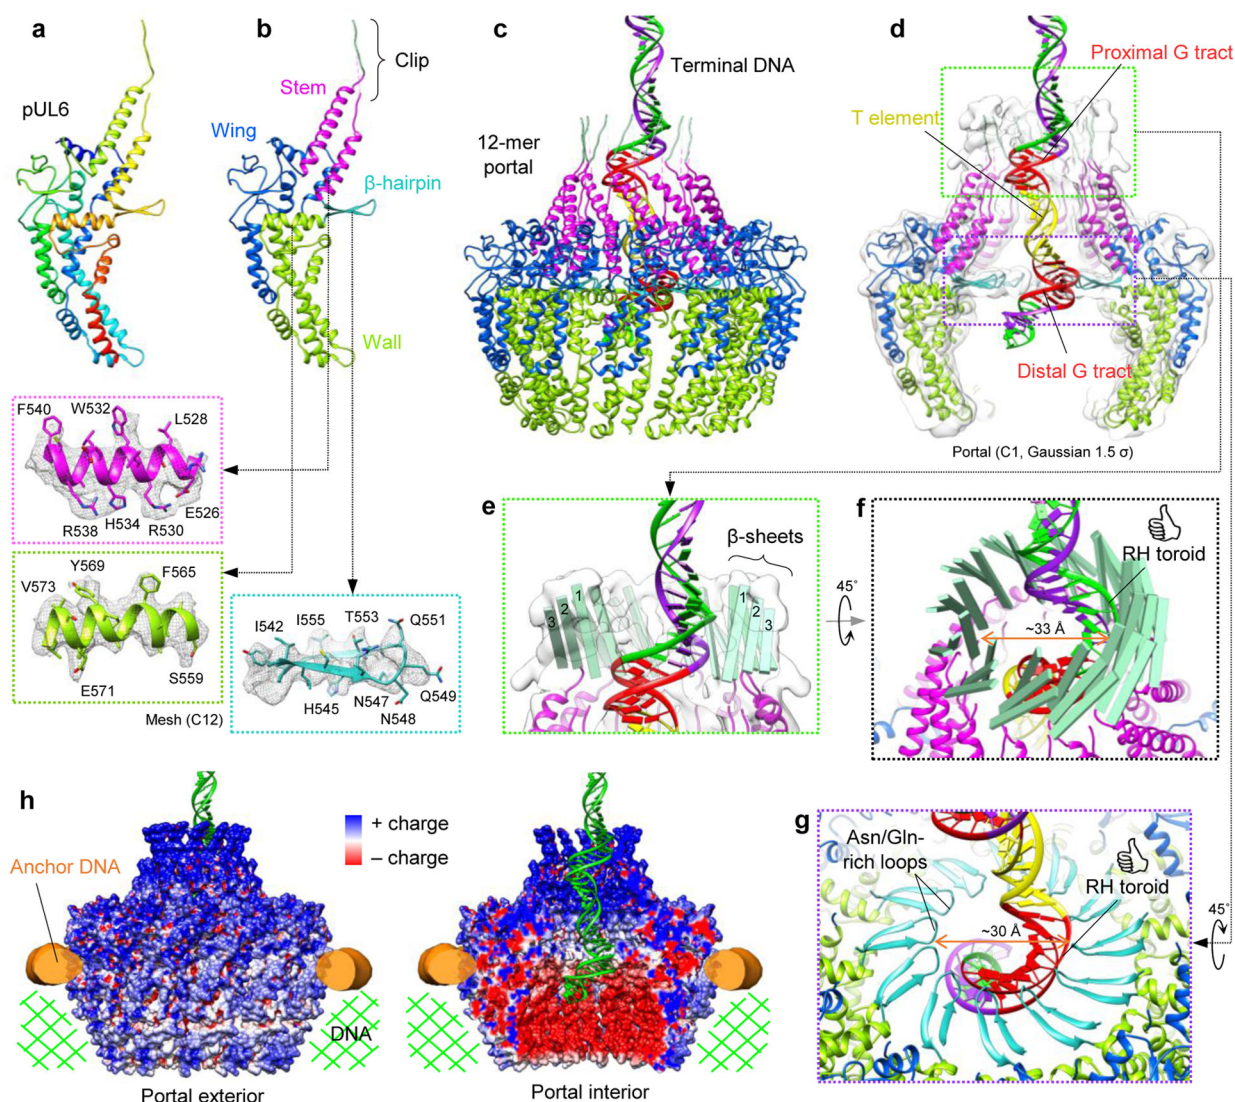 a
pUL6
b
Clip
Stem
Wing
β-hairpin
Wall
c
Terminal DNA
12-mer
portal
d
Proximal G tract
T element
Distal G tract
Portal (C1, Gaussian 1.5 σ)
F540
W532
L528
R538
H534
R530
E526
V573
Y569
F565
E571
S559
Mesh (C12)
I542
I555
T553
Q551
H545
N547
N548
Q549
e
β-sheets
3
2
1
1
2
3
45°
f
RH toroid
~33 Å
g
Asn/Gln-
rich loops
RH toroid
~30 Å
45°
h
Anchor DNA
+ charge
– charge
DNA
Portal exterior
Portal interior